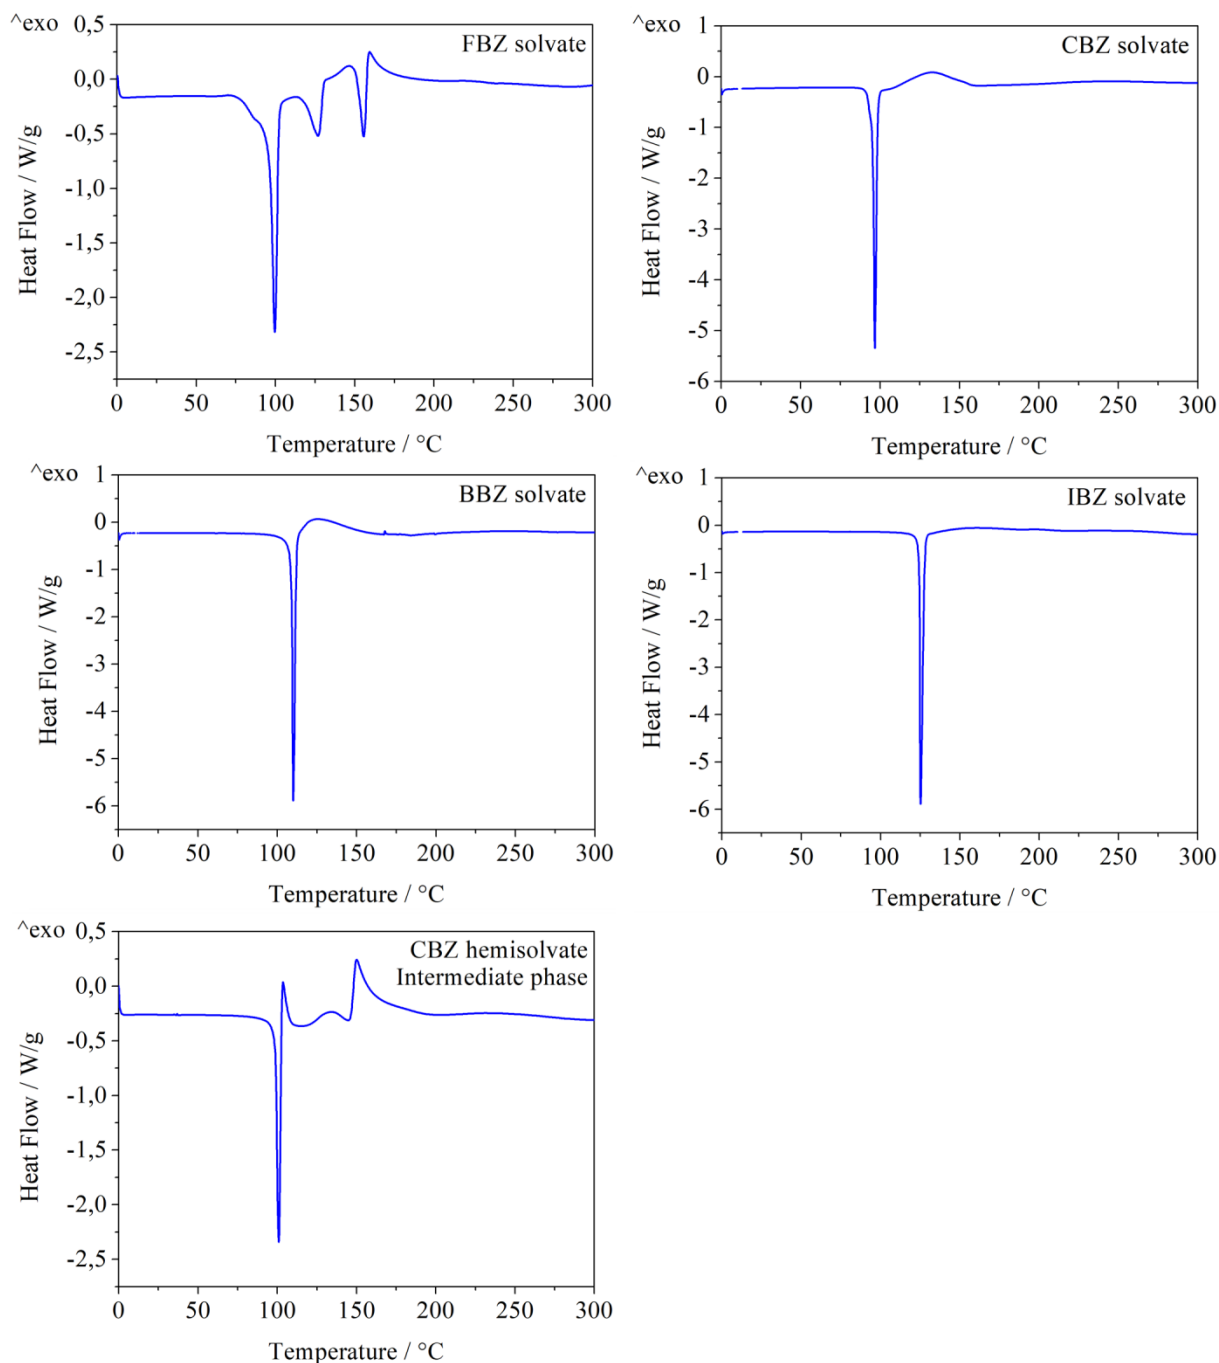 ^exo
FBZ solvate
0,5
0,0
-0,5
-1,0
-1,5
-2,0
-2,5
Heat Flow / W/g
0 50 100 150 200 250 300
Temperature / °C
^exo
CBZ solvate
1
0
-1
-2
-3
-4
-5
-6
Heat Flow / W/g
0 50 100 150 200 250 300
Temperature / °C
^exo
BBZ solvate
1
0
-1
-2
-3
-4
-5
-6
Heat Flow / W/g
0 50 100 150 200 250 300
Temperature / °C
^exo
IBZ solvate
1
0
-1
-2
-3
-4
-5
-6
Heat Flow / W/g
0 50 100 150 200 250 300
Temperature / °C
^exo
CBZ hemisolvate
Intermediate phase
0,5
0,0
-0,5
-1,0
-1,5
-2,0
-2,5
Heat Flow / W/g
0 50 100 150 200 250 300
Temperature / °C